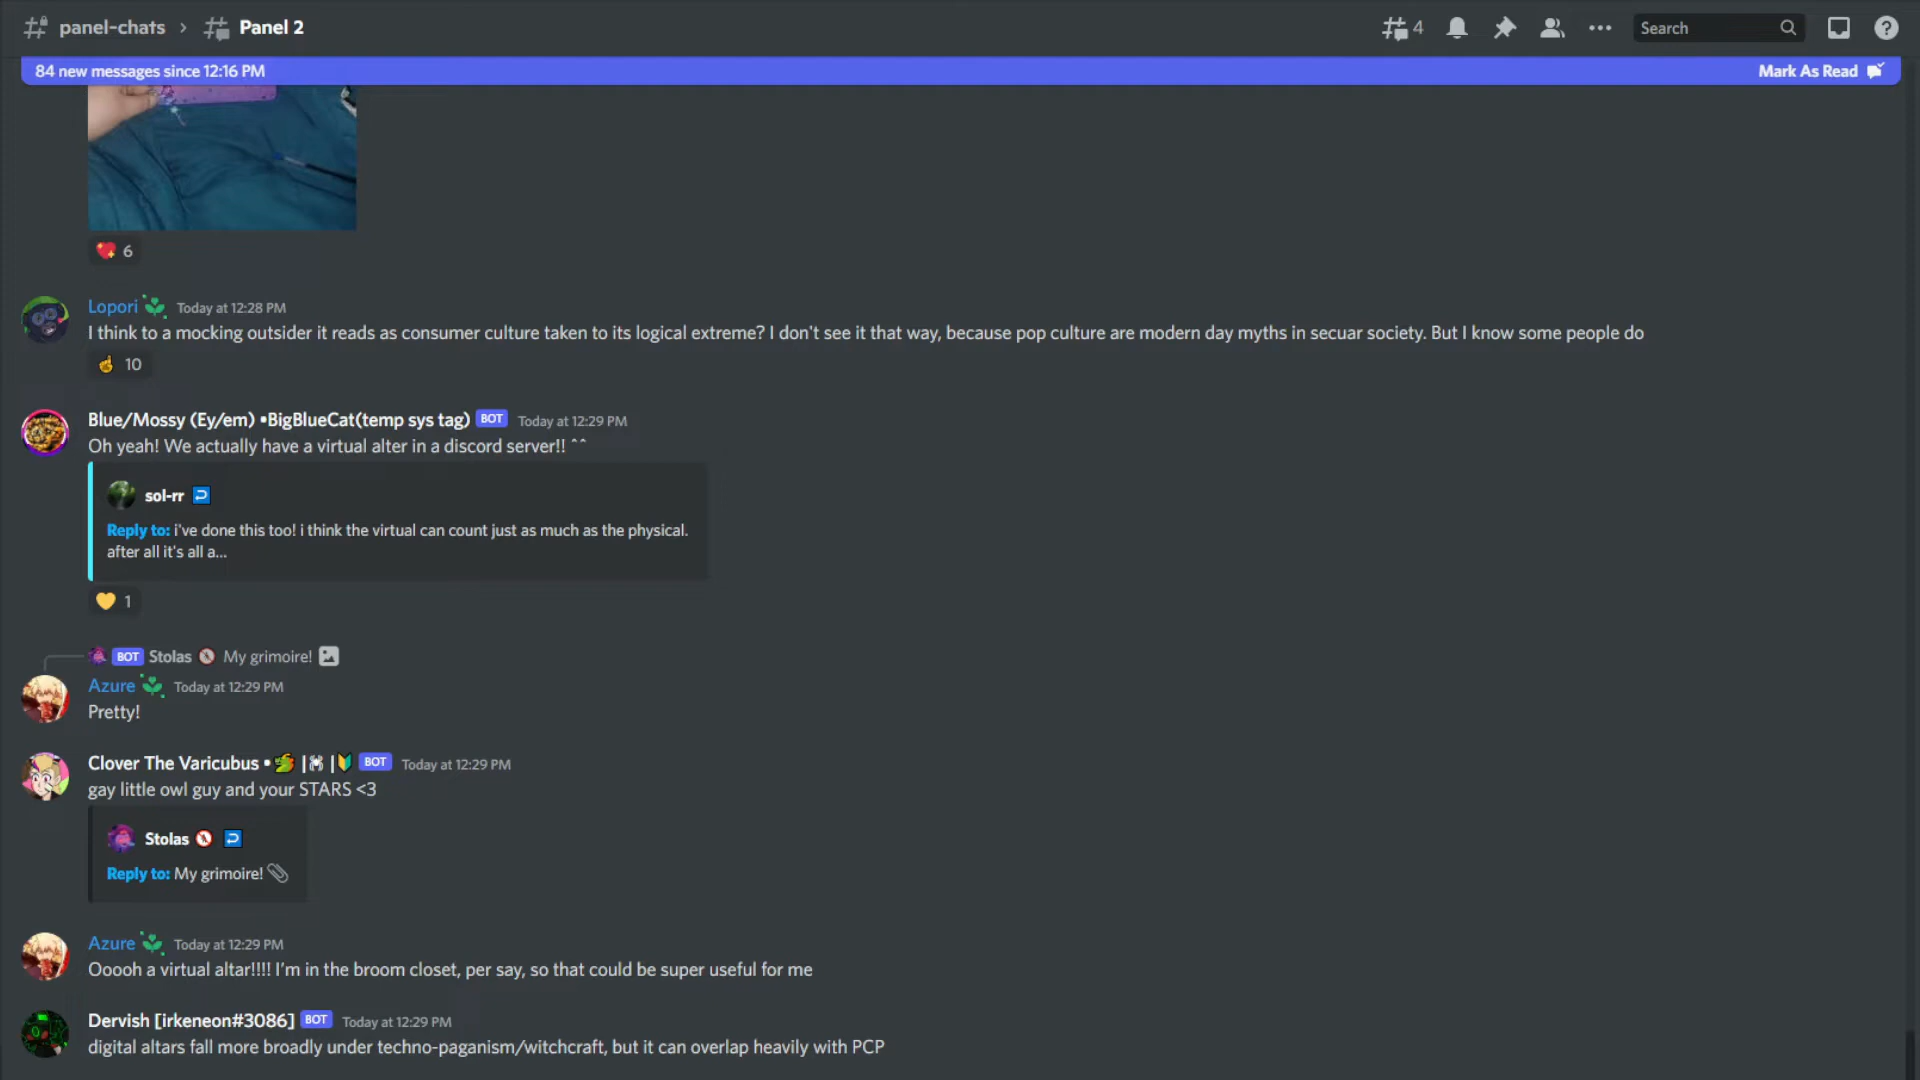 panel-chats › Panel 2
4
Search
84 new messages since 12:16 PM
Mark As Read
6
Lopori Today at 12:28 PM
I think to a mocking outsider it reads as consumer culture taken to its logical extreme? I don't see it that way, because pop culture are modern day myths in secuar society. But I know some people do
10
Blue/Mossy (Ey/em) •BigBlueCat(temp sys tag) BOT Today at 12:29 PM
Oh yeah! We actually have a virtual alter in a discord server!! ^^
sol-rr
Reply to: i've done this too! i think the virtual can count just as much as the physical.
after all it's all a...
1
BOT Stolas My grimoire!
Azure Today at 12:29 PM
Pretty!
Clover The Varicubus • | | BOT Today at 12:29 PM
gay little owl guy and your STARS <3
Stolas
Reply to: My grimoire!
Azure Today at 12:29 PM
Ooooh a virtual altar!!!! I'm in the broom closet, per say, so that could be super useful for me
Dervish [irkeneon#3086] BOT Today at 12:29 PM
digital altars fall more broadly under techno-paganism/witchcraft, but it can overlap heavily with PCP